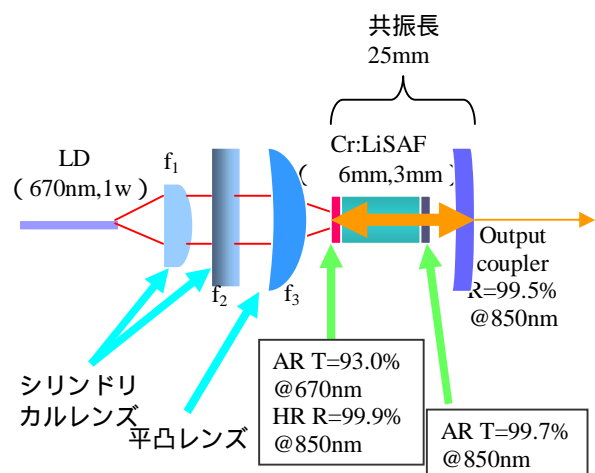 共振長
25mm
Cr:LiSAF
( 6mm,3mm )
LD
( 670nm,1w )
f1
f2
f3
Output
coupler
R=99.5%
@850nm
シリンドリ
カルレンズ
平凸レンズ
AR T=93.0%
@670nm
HR R=99.9%
@850nm
AR T=99.7%
@850nm